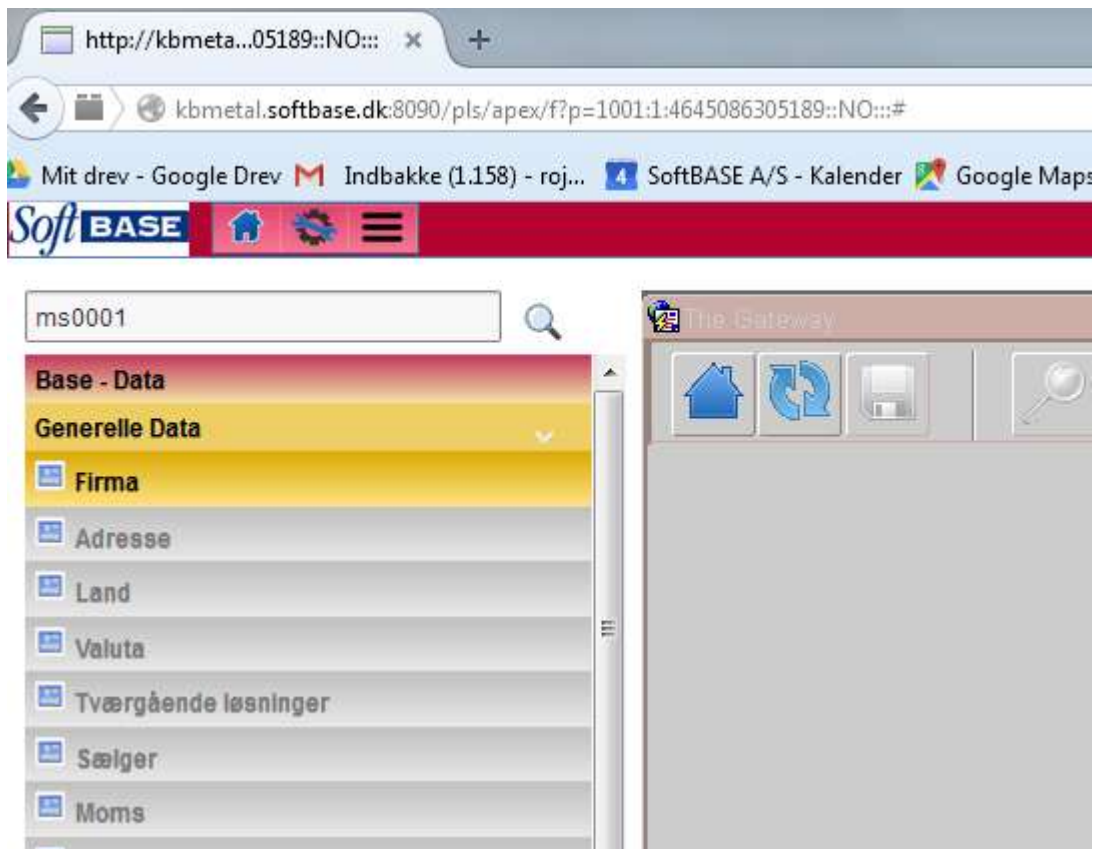 http://kbmeta...05189::NO:::
kbmetal.softbase.dk:8090/pls/apex/f?p=1001:1:4645086305189::NO:::#
Mit drev - Google Drev Indbakke (1.158) - roj... 4 SoftBASE A/S - Kalender Google Maps
Soft BASE
ms0001
The Gateway
Base - Data
Generelle Data
Firma
Adresse
Land
Valuta
Tværgående løsninger
Sælger
Moms